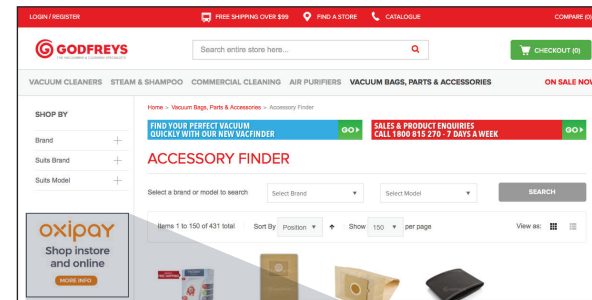 LOGIN / REGISTER
FREE SHIPPING OVER $99
FIND A STORE
CATALOGUE
COMPARE (0)
GODFREYS
Search entire store here...
CHECKOUT (0)
VACUUM CLEANERS
STEAM & SHAMPOO
COMMERCIAL CLEANING
AIR PURIFIERS
VACUUM BAGS, PARTS & ACCESSORIES
ON SALE NOW
SHOP BY
Brand
Suits Brand
Suits Model
Home > Vacuum Bags, Parts & Accessories > Accessory Finder
FIND YOUR PERFECT VACUUM
QUICKLY WITH OUR NEW VACFINDER
GO
SALES & PRODUCT ENQUIRIES
CALL 1800 815 270 - 7 DAYS A WEEK
GO
ACCESSORY FINDER
Select a brand or model to search
Select Brand
Select Model
SEARCH
Items 1 to 150 of 431 total
Sort By
Position
Show
150
per page
View as:
oxipay
Shop instore
and online
MORE INFO